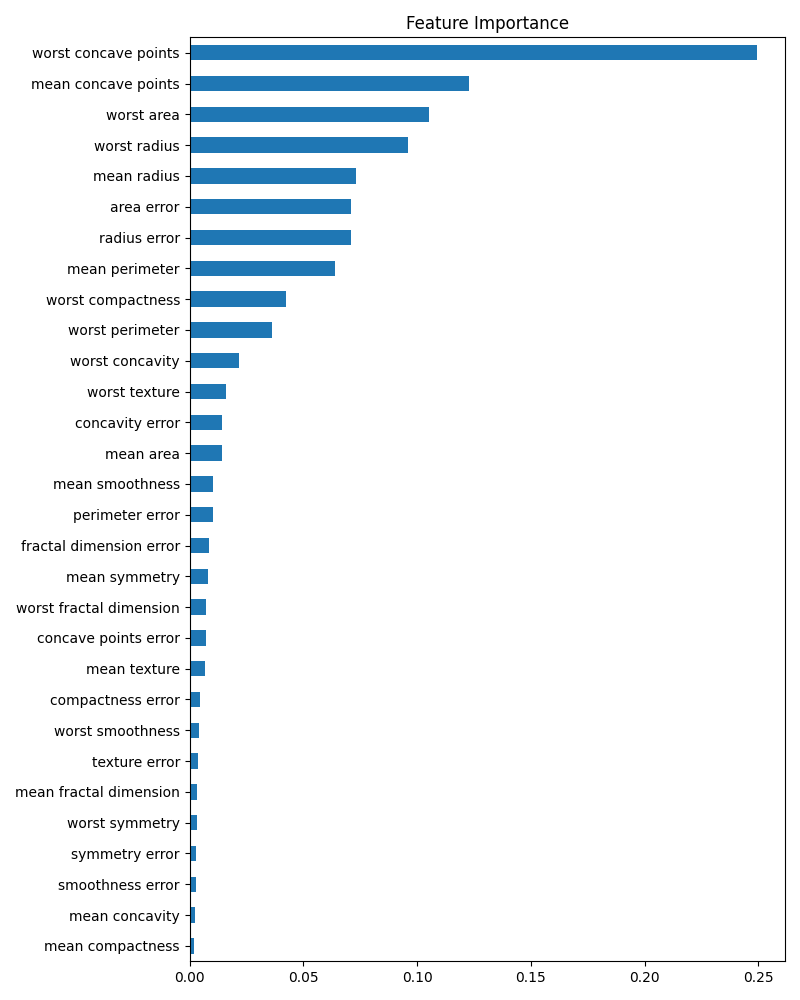 Feature Importance
worst concave points
mean concave points
worst area
worst radius
mean radius
area error
radius error
mean perimeter
worst compactness
worst perimeter
worst concavity
worst texture
concavity error
mean area
mean smoothness
perimeter error
fractal dimension error
mean symmetry
worst fractal dimension
concave points error
mean texture
compactness error
worst smoothness
texture error
mean fractal dimension
worst symmetry
symmetry error
smoothness error
mean concavity
mean compactness
0.00 0.05 0.10 0.15 0.20 0.25